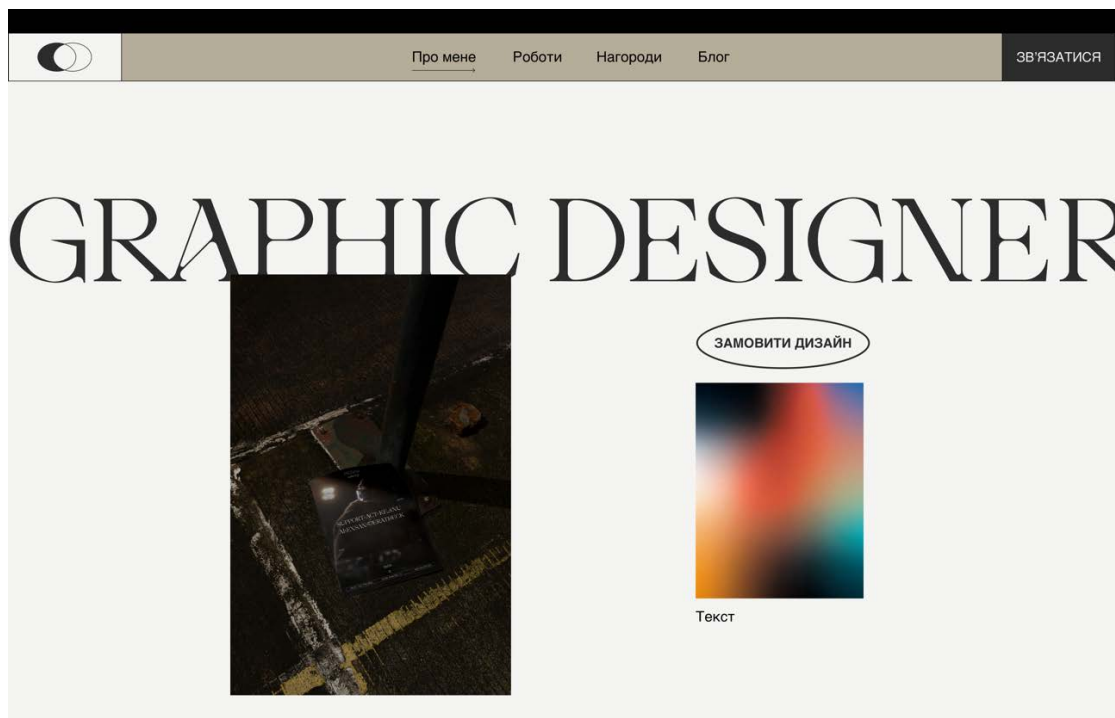 Про мене
Роботи
Нагороди
Блог
ЗВ'ЯЗАТИСЯ
GRAPHIC DESIGNER
ЗАМОВИТИ ДИЗАЙН
Текст